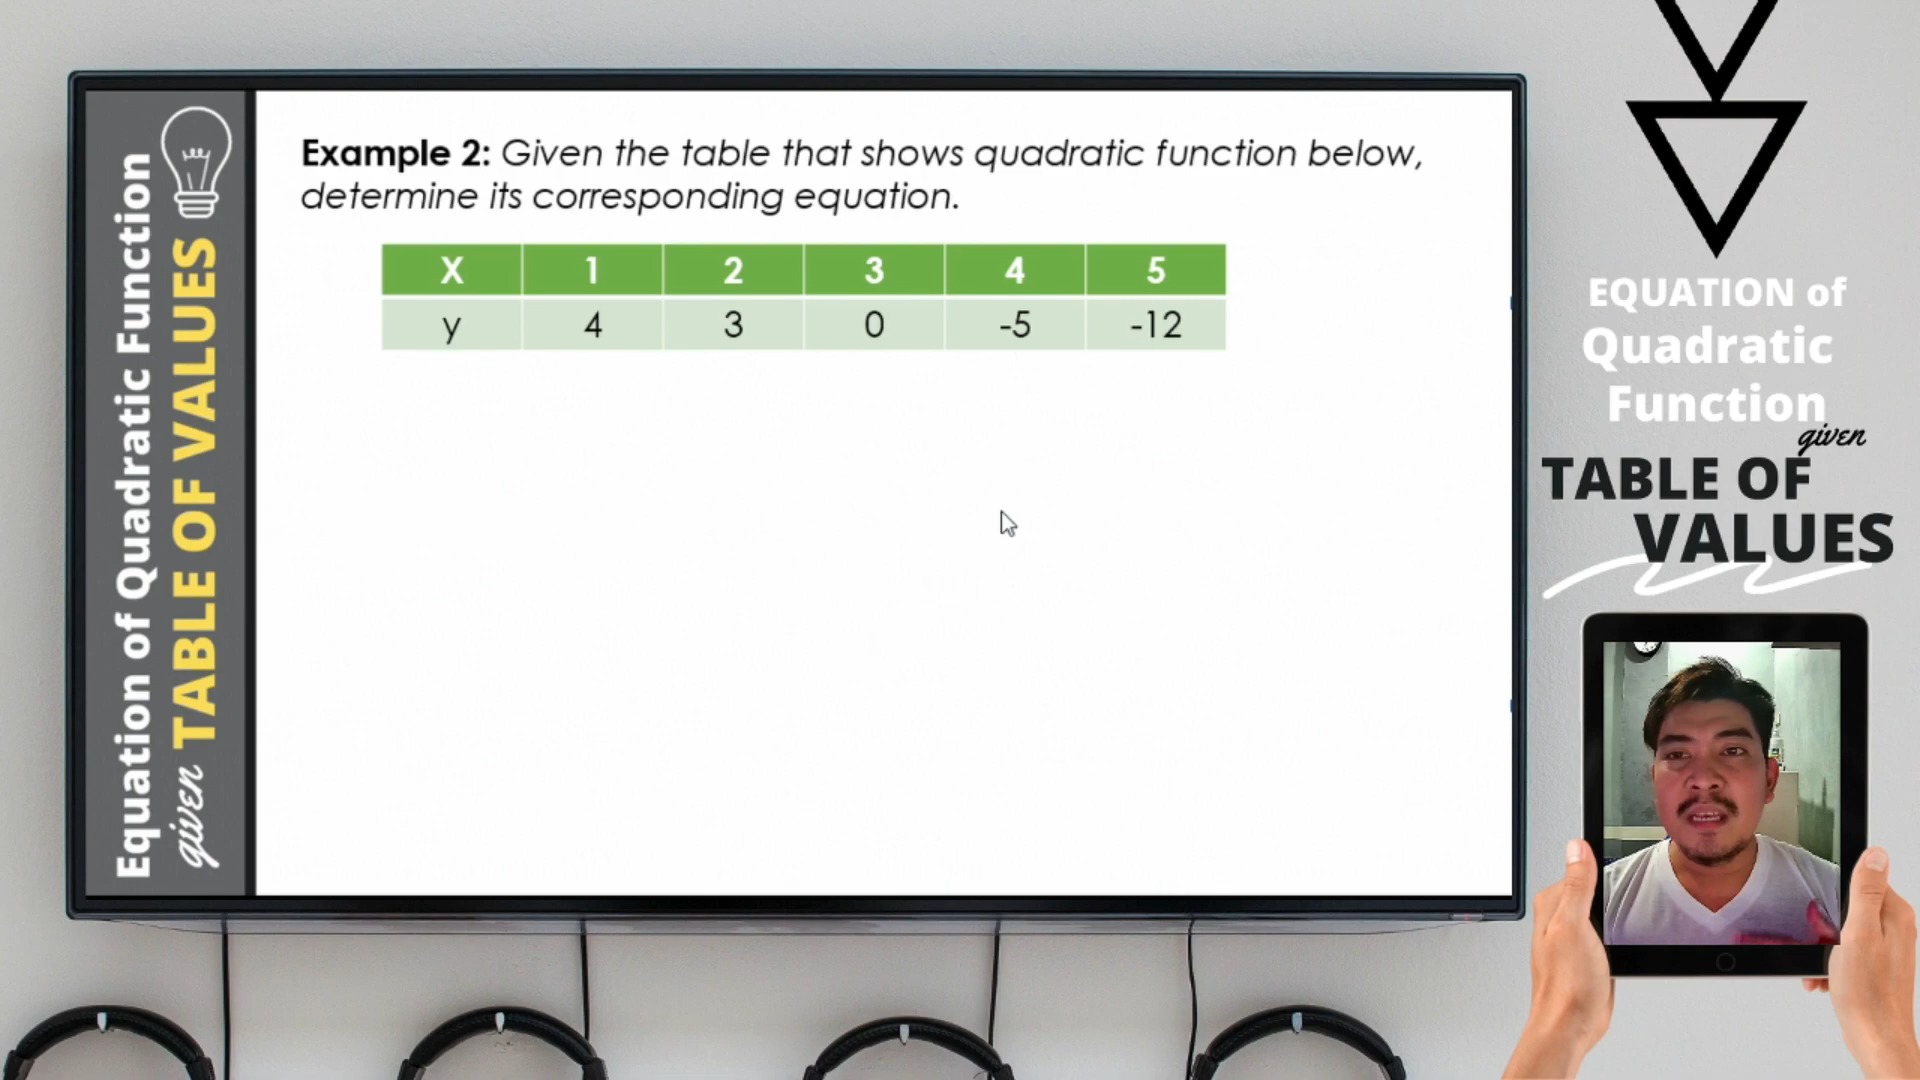 Equation of Quadratic Function
given TABLE OF VALUES
Example 2: Given the table that shows quadratic function below,
determine its corresponding equation.
X 1 2 3 4 5
y 4 3 0 -5 -12
EQUATION of
Quadratic
Function
given
TABLE OF
VALUES